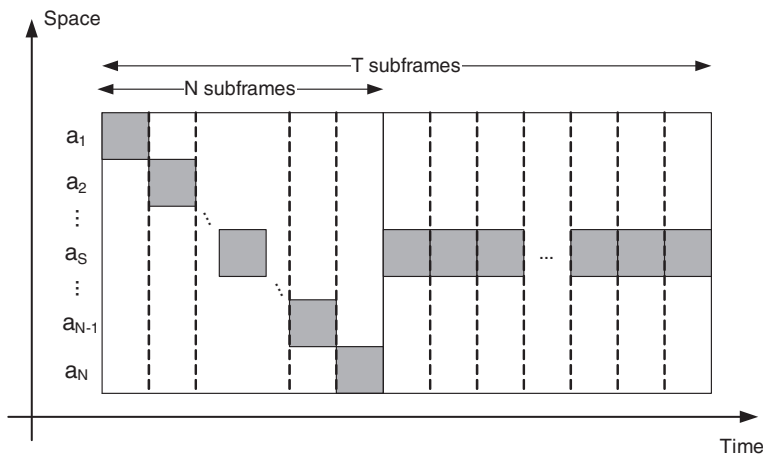 Space
T subframes
N subframes
a1
a2
⋮
aS
...
⋮
aN-1
aN
Time